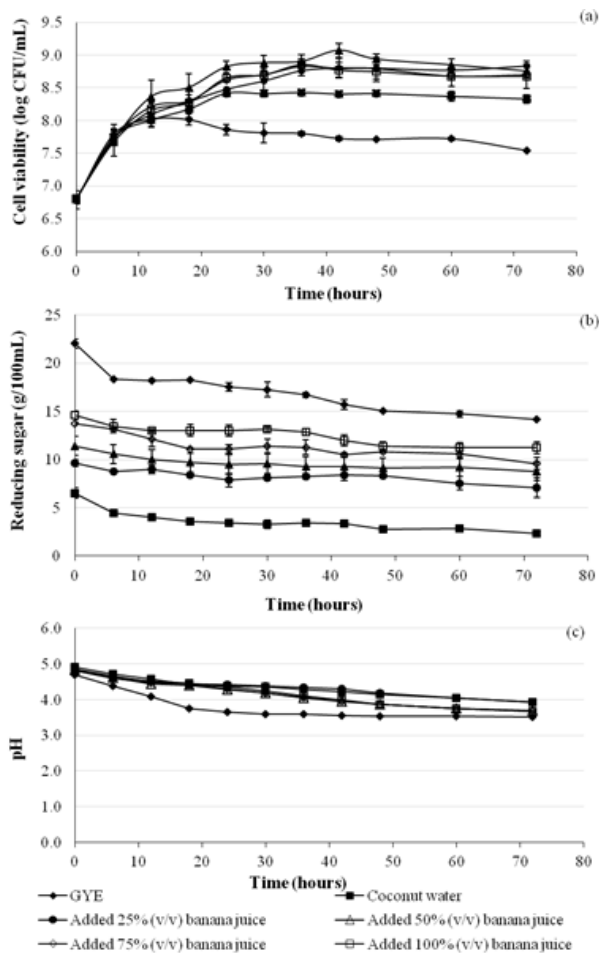 (a)
Cell viability (log CFU/mL)
9.5
9.0
8.5
8.0
7.5
7.0
6.5
6.0
0 10 20 30 40 50 60 70 80
Time (hours)
(b)
Reducing sugar (g/100mL)
25
20
15
10
5
0
0 10 20 30 40 50 60 70 80
Time (hours)
(c)
pH
6.0
5.0
4.0
3.0
2.0
1.0
0.0
0 10 20 30 40 50 60 70 80
Time (hours)
GYE
Coconut water
Added 25% (v/v) banana juice
Added 50% (v/v) banana juice
Added 75% (v/v) banana juice
Added 100% (v/v) banana juice